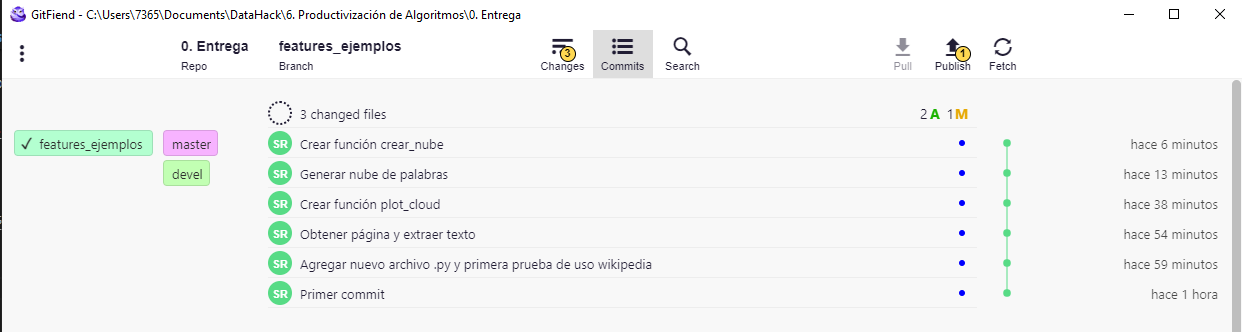 GitFiend - C:\Users\7365\Documents\DataHack\6. Productivización de Algoritmos\0. Entrega
0. Entrega
Repo
features_ejemplos
Branch
3
Changes
Commits
Search
Pull
1
Publish
Fetch
3 changed files
2 A 1 M
✓ features_ejemplos
master
SR Crear función crear_nube
hace 6 minutos
devel
SR Generar nube de palabras
hace 13 minutos
SR Crear función plot_cloud
hace 38 minutos
SR Obtener página y extraer texto
hace 54 minutos
SR Agregar nuevo archivo .py y primera prueba de uso wikipedia
hace 59 minutos
SR Primer commit
hace 1 hora